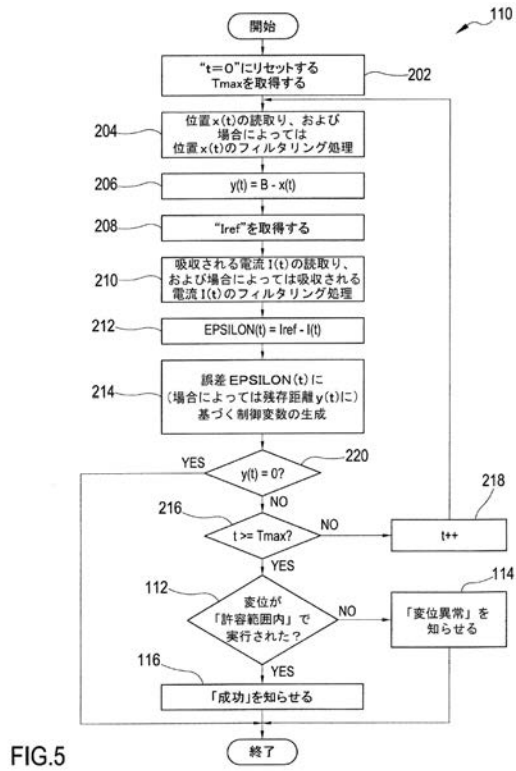 開始
110
“t=0”にリセットする
Tmaxを取得する
202
204
位置x(t)の読取り、および
場合によっては
位置x(t)のフィルタリング処理
206
y(t) = B - x(t)
208
“Iref”を取得する
210
吸収される電流I(t)の読取り、
および場合によっては吸収される
電流I(t)のフィルタリング処理
212
EPSILON(t) = Iref - I(t)
214
誤差EPSILON(t)に
(場合によっては残存距離y(t)に)
基づく制御変数の生成
YES
y(t) = 0?
220
NO
216
t >= Tmax?
NO
218
t++
YES
112
変位が
「許容範囲内」で
実行された?
NO
114
「変位異常」を
知らせる
YES
116
「成功」を知らせる
終了
FIG.5